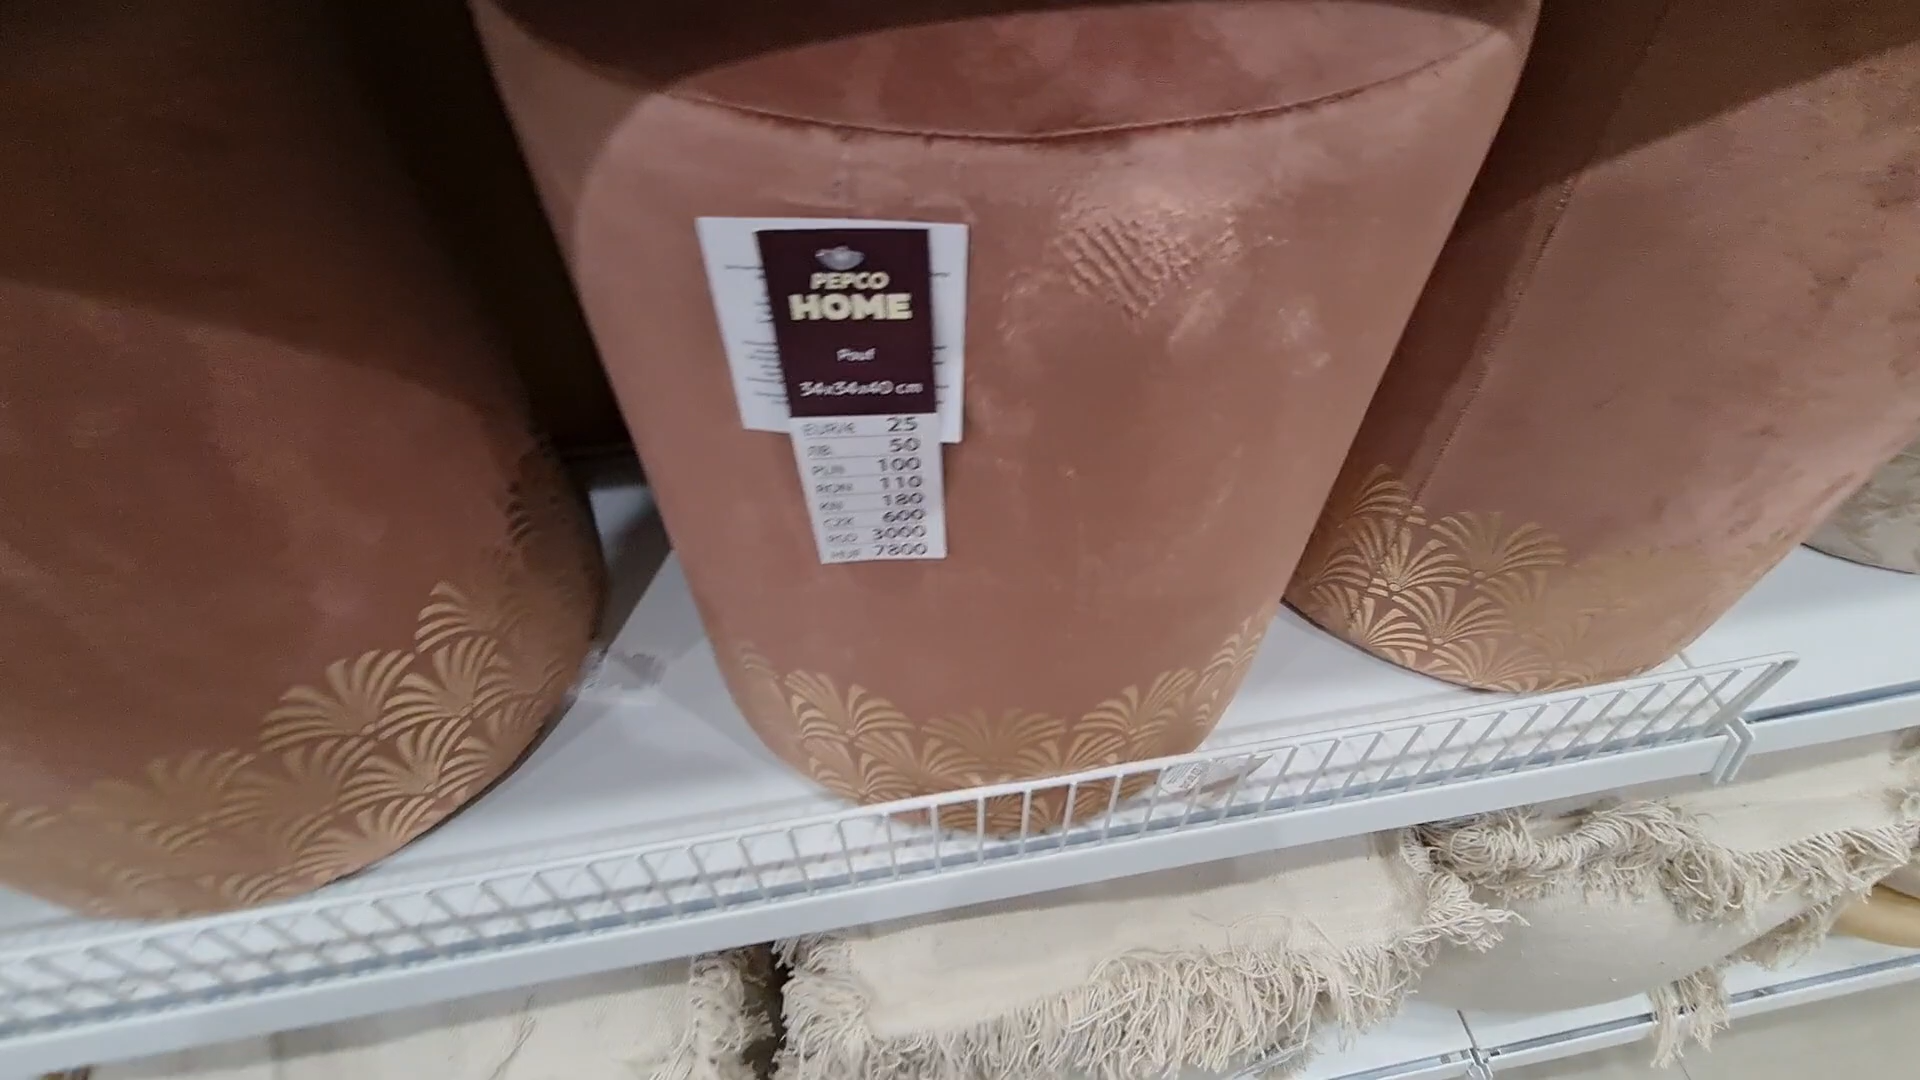 PEPCO
HOME
Pouf
34x34x40 cm
EUR/€ 25
ЛВ. 50
PLN 100
RON 110
KN 180
CZK 600
RSD 3000
HUF 7800